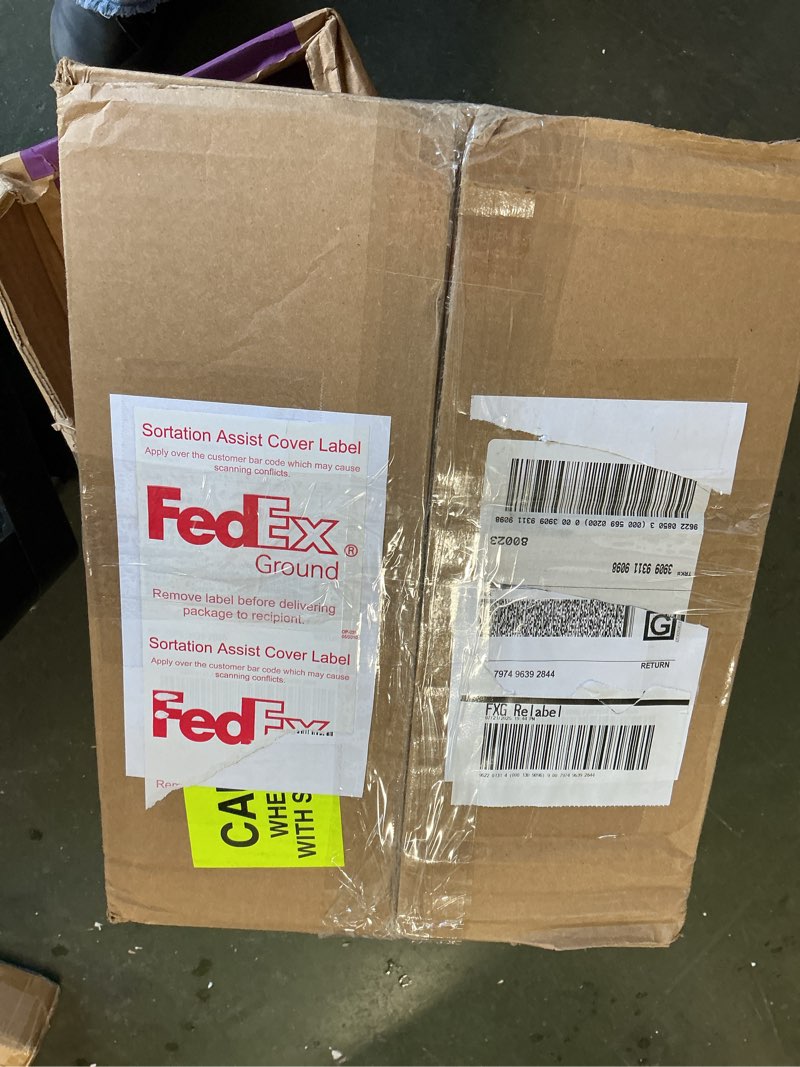 Sortation Assist Cover Label
Apply over the customer bar code which may cause
scanning conflicts.
FedEx ®
Ground
Remove label before delivering
package to recipient.
Sortation Assist Cover Label
Apply over the customer bar code which may cause
scanning conflicts.
FedEx
Rem
CA
WHE
WITH S
9622 0850 3 (000 569 0200) 0 00 3909 9311 9098
80023
TRK# 3909 9311 9098
G
RETURN
7974 9639 2844
FXG Relabel